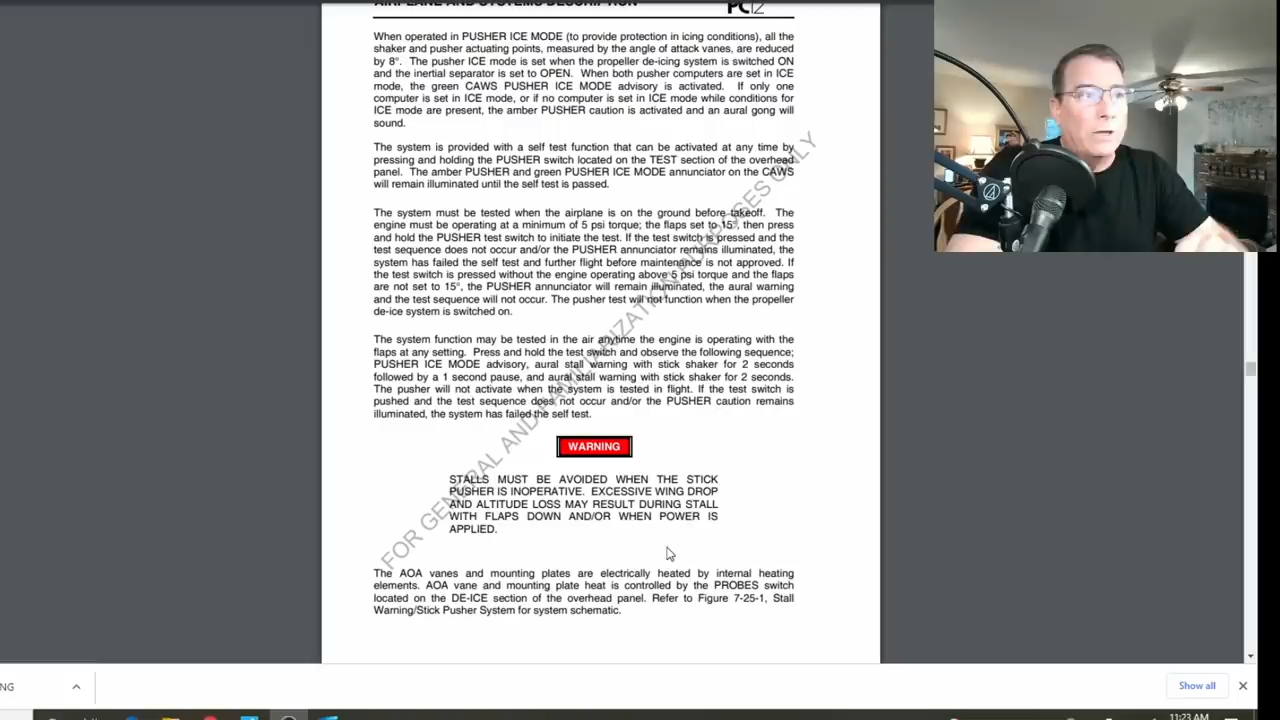 AIRPLANE AND SYSTEMS DESCRIPTION
PC12
When operated in PUSHER ICE MODE (to provide protection in icing conditions), all the
shaker and pusher actuating points, measured by the angle of attack vanes, are reduced
by 8°. The pusher ICE mode is set when the propeller de-icing system is switched ON
and the inertial separator is set to OPEN. When both pusher computers are set in ICE
mode, the green CAWS PUSHER ICE MODE advisory is activated. If only one
computer is set in ICE mode, or if no computer is set in ICE mode while conditions for
ICE mode are present, the amber PUSHER caution is activated and an aural gong will
sound.
The system is provided with a self test function that can be activated at any time by
pressing and holding the PUSHER switch located on the TEST section of the overhead
panel. The amber PUSHER and green PUSHER ICE MODE annunciator on the CAWS
will remain illuminated until the self test is passed.
The system must be tested when the airplane is on the ground before takeoff. The
engine must be operating at a minimum of 5 psi torque; the flaps set to 15°, then press
and hold the PUSHER test switch to initiate the test. If the test switch is pressed and the
test sequence does not occur and/or the PUSHER annunciator remains illuminated, the
system has failed the self test and further flight before maintenance is not approved. If
the test switch is pressed without the engine operating above 5 psi torque and the flaps
are not set to 15°, the PUSHER annunciator will remain illuminated, the aural warning
and the test sequence will not occur. The pusher test will not function when the propeller
de-ice system is switched on.
The system function may be tested in the air anytime the engine is operating with the
flaps at any setting. Press and hold the test switch and observe the following sequence;
PUSHER ICE MODE advisory, aural stall warning with stick shaker for 2 seconds
followed by a 1 second pause, and aural stall warning with stick shaker for 2 seconds.
The pusher will not activate when the system is tested in flight. If the test switch is
pushed and the test sequence does not occur and/or the PUSHER caution remains
illuminated, the system has failed the self test.
WARNING
STALLS MUST BE AVOIDED WHEN THE STICK
PUSHER IS INOPERATIVE. EXCESSIVE WING DROP
AND ALTITUDE LOSS MAY RESULT DURING STALL
WITH FLAPS DOWN AND/OR WHEN POWER IS
APPLIED.
The AOA vanes and mounting plates are electrically heated by internal heating
elements. AOA vane and mounting plate heat is controlled by the PROBES switch
located on the DE-ICE section of the overhead panel. Refer to Figure 7-25-1, Stall
Warning/Stick Pusher System for system schematic.
FOR GENERAL AND FAMILIARIZATION PURPOSES ONLY
NG
Show all
11:23 AM